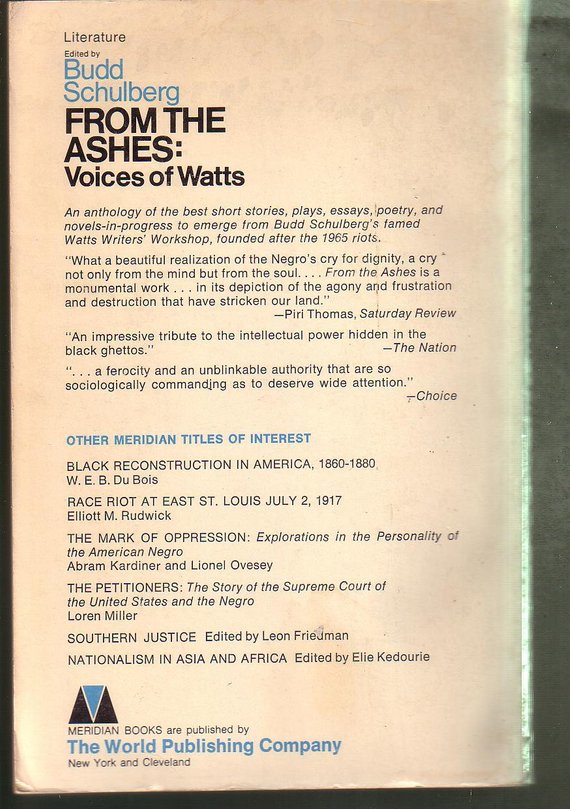 Literature
Edited by
Budd
Schulberg
FROM THE
ASHES:
Voices of Watts
An anthology of the best short stories, plays, essays, poetry, and
novels-in-progress to emerge from Budd Schulberg's famed
Watts Writers' Workshop, founded after the 1965 riots.
"What a beautiful realization of the Negro's cry for dignity, a cry
not only from the mind but from the soul. . . . From the Ashes is a
monumental work . . . in its depiction of the agony and frustration
and destruction that have stricken our land."
—Piri Thomas, Saturday Review
"An impressive tribute to the intellectual power hidden in the
black ghettos." —The Nation
". . . a ferocity and an unblinkable authority that are so
sociologically commanding as to deserve wide attention."
—Choice
OTHER MERIDIAN TITLES OF INTEREST
BLACK RECONSTRUCTION IN AMERICA, 1860-1880
W. E. B. Du Bois
RACE RIOT AT EAST ST. LOUIS JULY 2, 1917
Elliott M. Rudwick
THE MARK OF OPPRESSION: Explorations in the Personality of
the American Negro
Abram Kardiner and Lionel Ovesey
THE PETITIONERS: The Story of the Supreme Court of
the United States and the Negro
Loren Miller
SOUTHERN JUSTICE Edited by Leon Friedman
NATIONALISM IN ASIA AND AFRICA Edited by Elie Kedourie
MERIDIAN BOOKS are published by
The World Publishing Company
New York and Cleveland